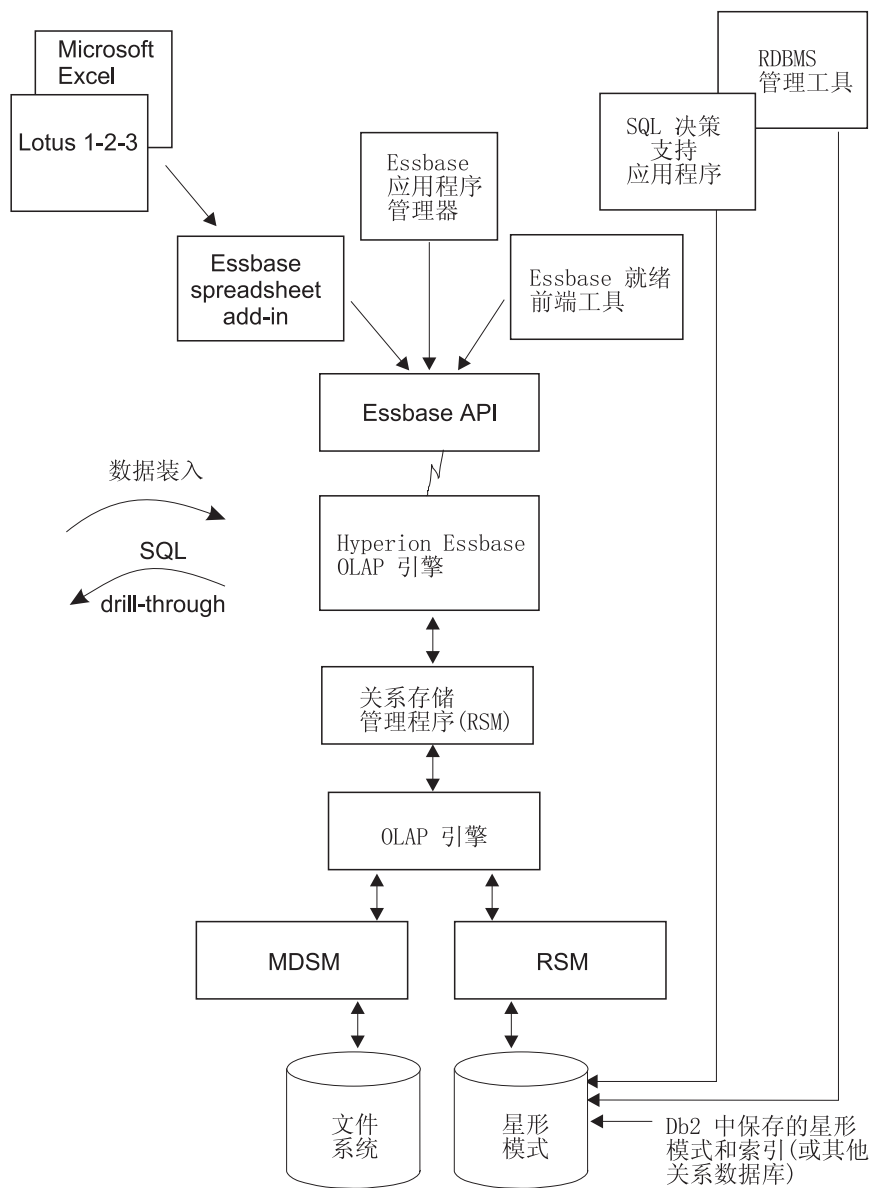 Microsoft
Excel
Lotus 1-2-3
RDBMS
管理工具
SQL 决策
支持
应用程序
Essbase
应用程序
管理器
Essbase
spreadsheet
add-in
Essbase 就绪
前端工具
Essbase API
数据装入
SQL
drill-through
Hyperion Essbase
OLAP 引擎
关系存储
管理程序(RSM)
OLAP 引擎
MDSM
RSM
文件
系统
星形
模式
Db2 中保存的星形
模式和索引(或其他
关系数据库)